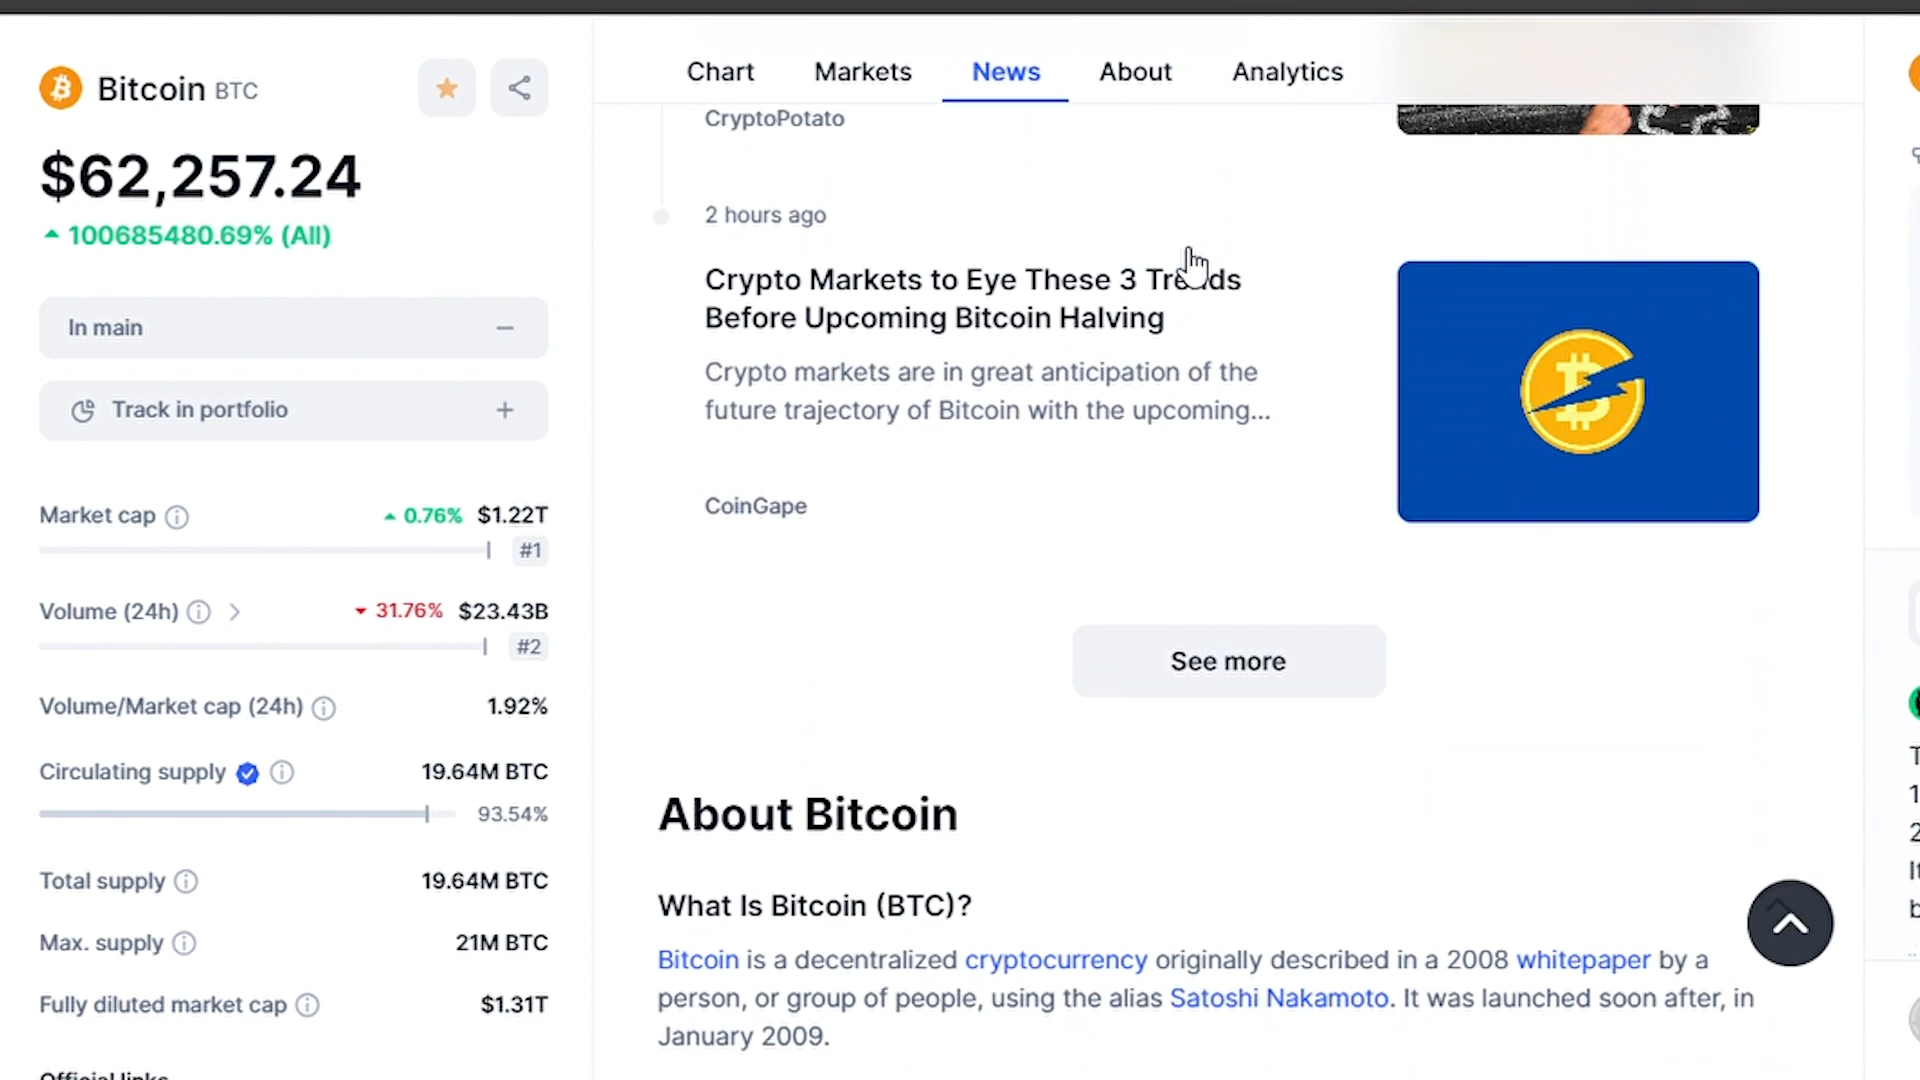 Bitcoin BTC
$62,257.24
100685480.69% (All)
In main
Track in portfolio
Market cap 0.76% $1.22T
#1
Volume (24h) 31.76% $23.43B
#2
Volume/Market cap (24h) 1.92%
Circulating supply 19.64M BTC
93.54%
Total supply 19.64M BTC
Max. supply 21M BTC
Fully diluted market cap $1.31T
Official links
Chart Markets News About Analytics
CryptoPotato
2 hours ago
Crypto Markets to Eye These 3 Trends
Before Upcoming Bitcoin Halving
Crypto markets are in great anticipation of the
future trajectory of Bitcoin with the upcoming...
CoinGape
See more
About Bitcoin
What Is Bitcoin (BTC)?
Bitcoin is a decentralized cryptocurrency originally described in a 2008 whitepaper by a
person, or group of people, using the alias Satoshi Nakamoto. It was launched soon after, in
January 2009.